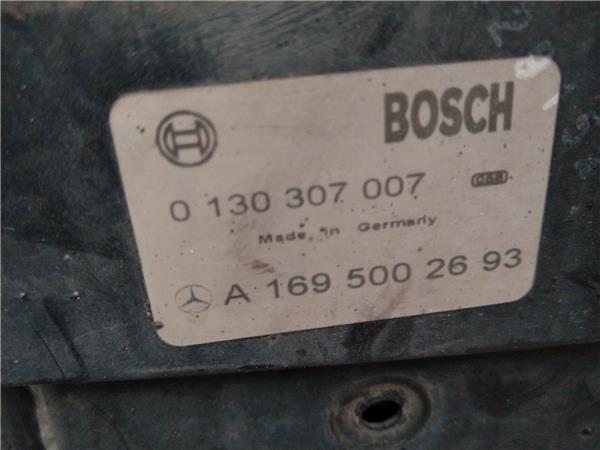 BOSCH
0 130 307 007
Made in Germany
A 169 500 26 93